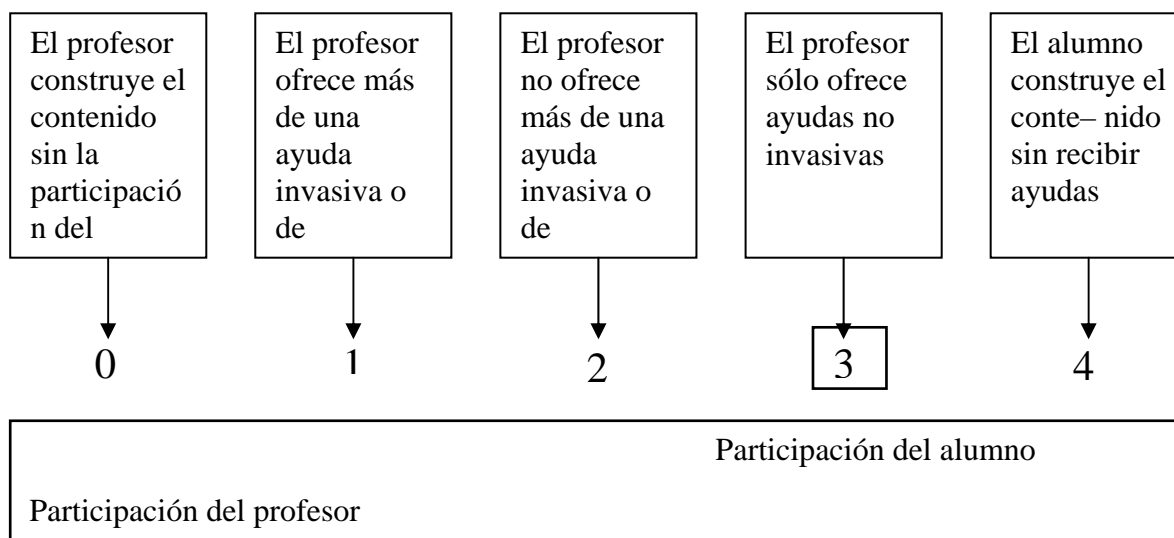 El profesor
construye el
contenido
sin la
participació
n del
El profesor
ofrece más
de una
ayuda
invasiva o
de
El profesor
no ofrece
más de una
ayuda
invasiva o
de
El profesor
sólo ofrece
ayudas no
invasivas
El alumno
construye el
conte– nido
sin recibir
ayudas
0
1
2
3
4
Participación del alumno
Participación del profesor